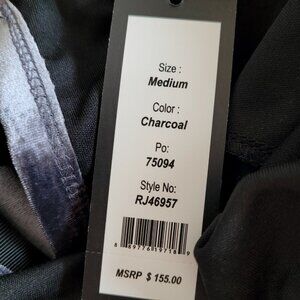 Size :
Medium
Color :
Charcoal
Po:
75094
Style No:
RJ46957
MSRP $ 155.00